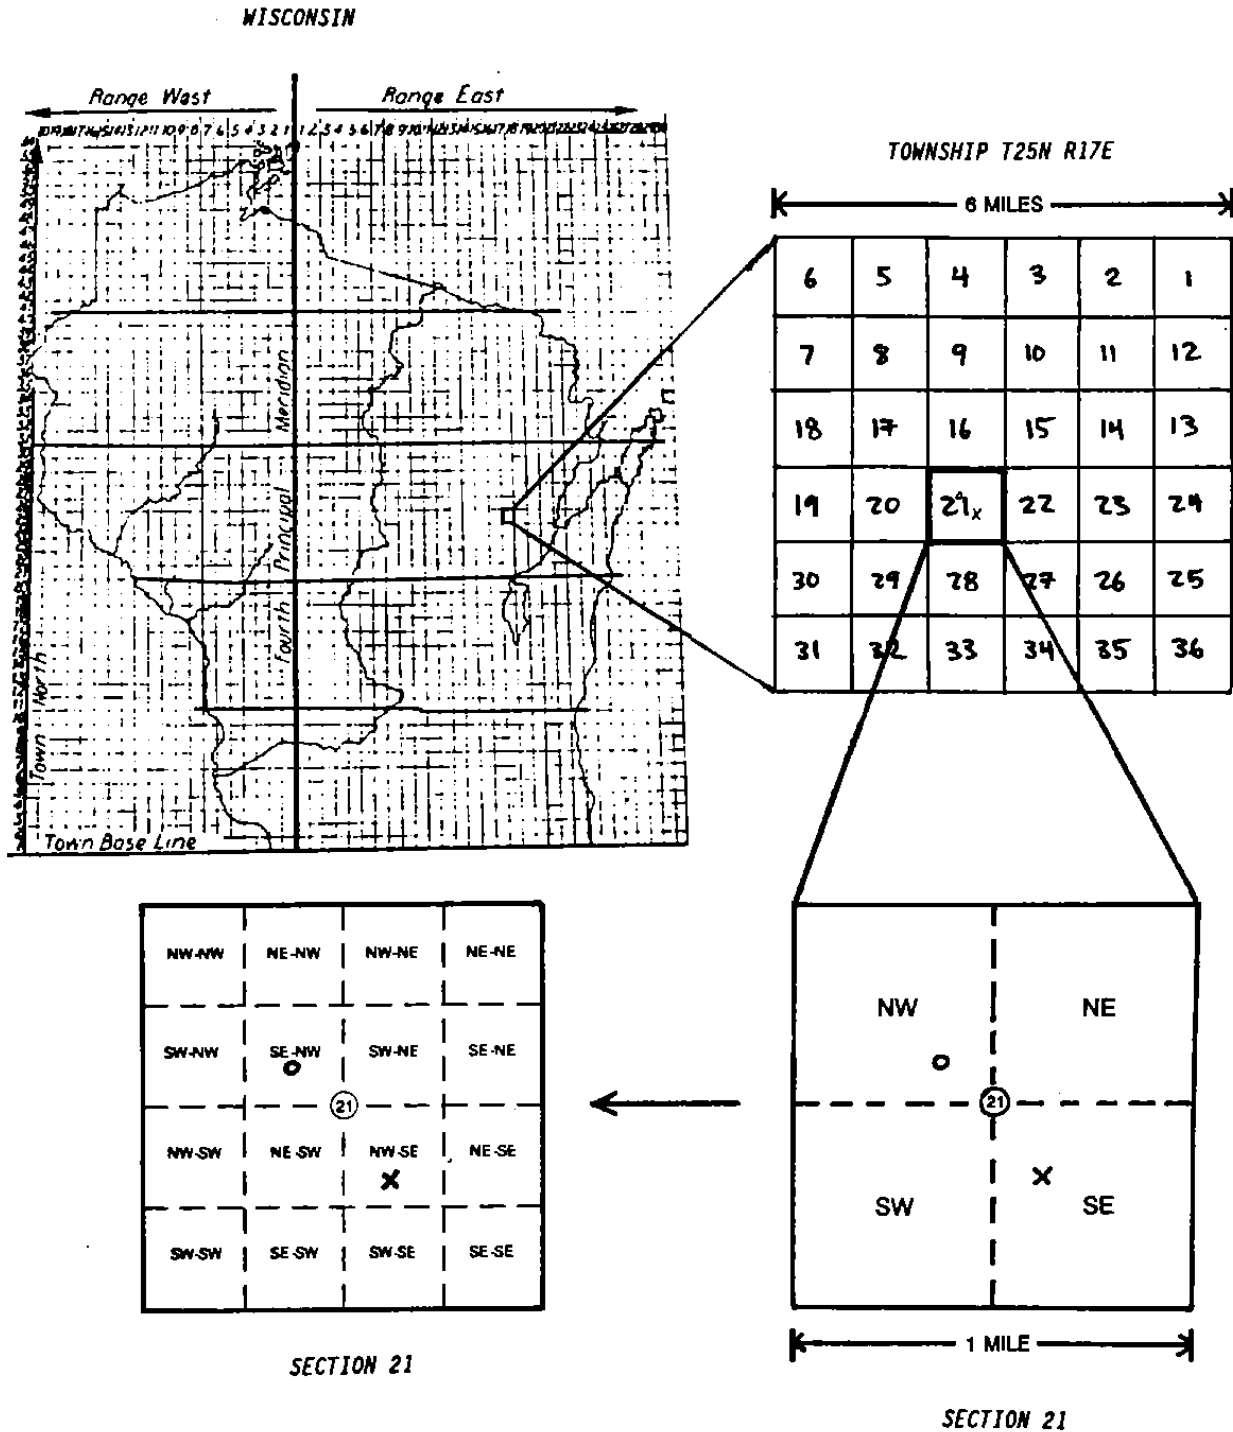 WISCONSIN
Range West
Range East
Fourth Principal Meridian
Town North
Town Base Line
TOWNSHIP T25N R17E
6 MILES
6 5 4 3 2 1
7 8 9 10 11 12
18 17 16 15 14 13
19 20 21 x 22 23 24
30 29 28 27 26 25
31 32 33 34 35 36
NW-NW NE-NW NW-NE NE-NE
SW-NW SE-NW SW-NE SE-NE
O
21
NW-SW NE-SW NW-SE NE-SE
X
SW-SW SE-SW SW-SE SE-SE
SECTION 21
NW NE
O
21
X
SW SE
1 MILE
SECTION 21